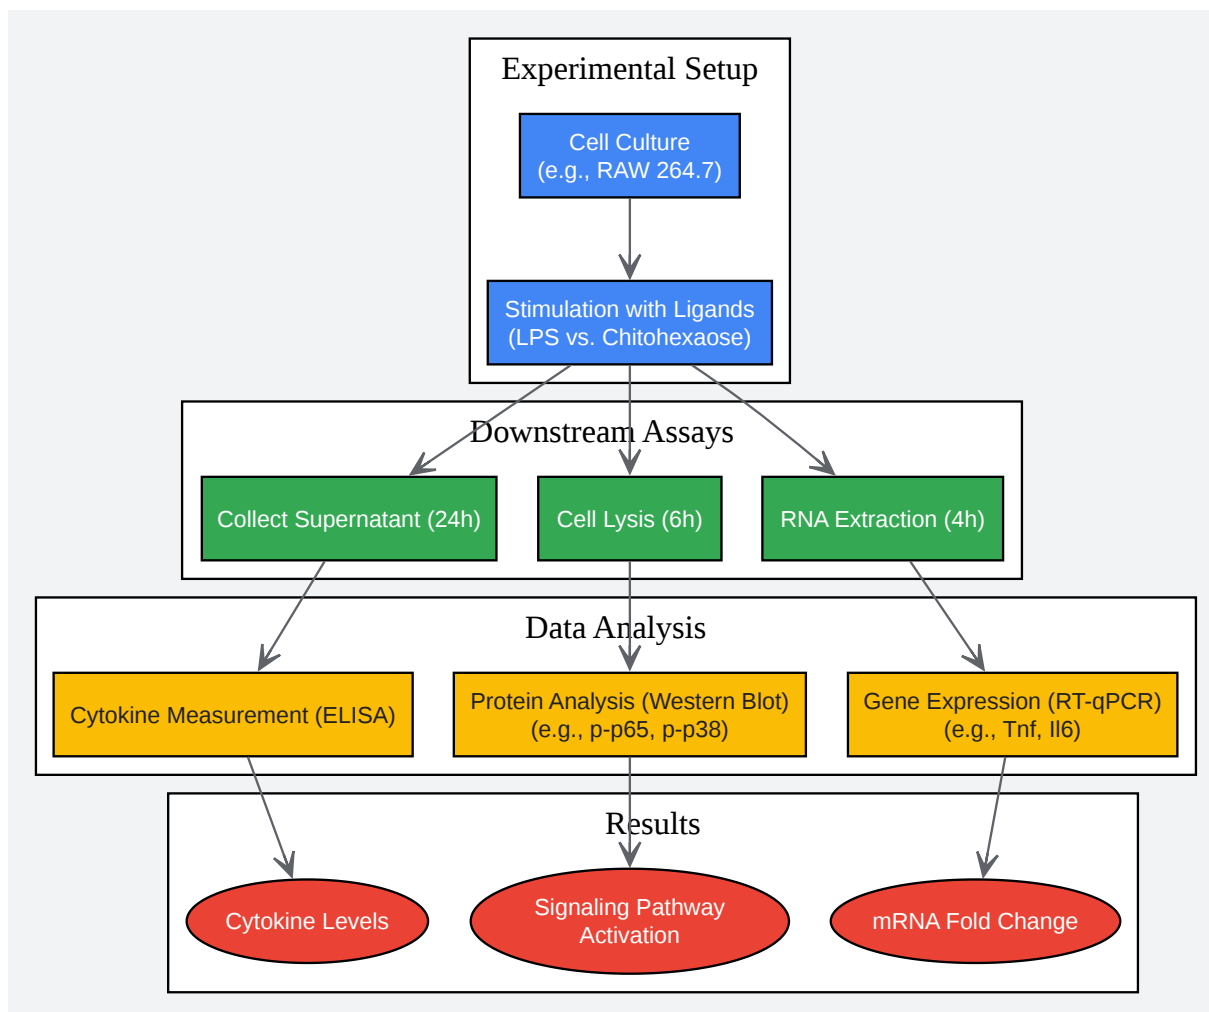 Experimental Setup
Cell Culture
(e.g., RAW 264.7)
Stimulation with Ligands
(LPS vs. Chitohexaose)
Downstream Assays
Collect Supernatant (24h)
Cell Lysis (6h)
RNA Extraction (4h)
Data Analysis
Cytokine Measurement (ELISA)
Protein Analysis (Western Blot)
(e.g., p-p65, p-p38)
Gene Expression (RT-qPCR)
(e.g., Tnf, Il6)
Results
Cytokine Levels
Signaling Pathway
Activation
mRNA Fold Change